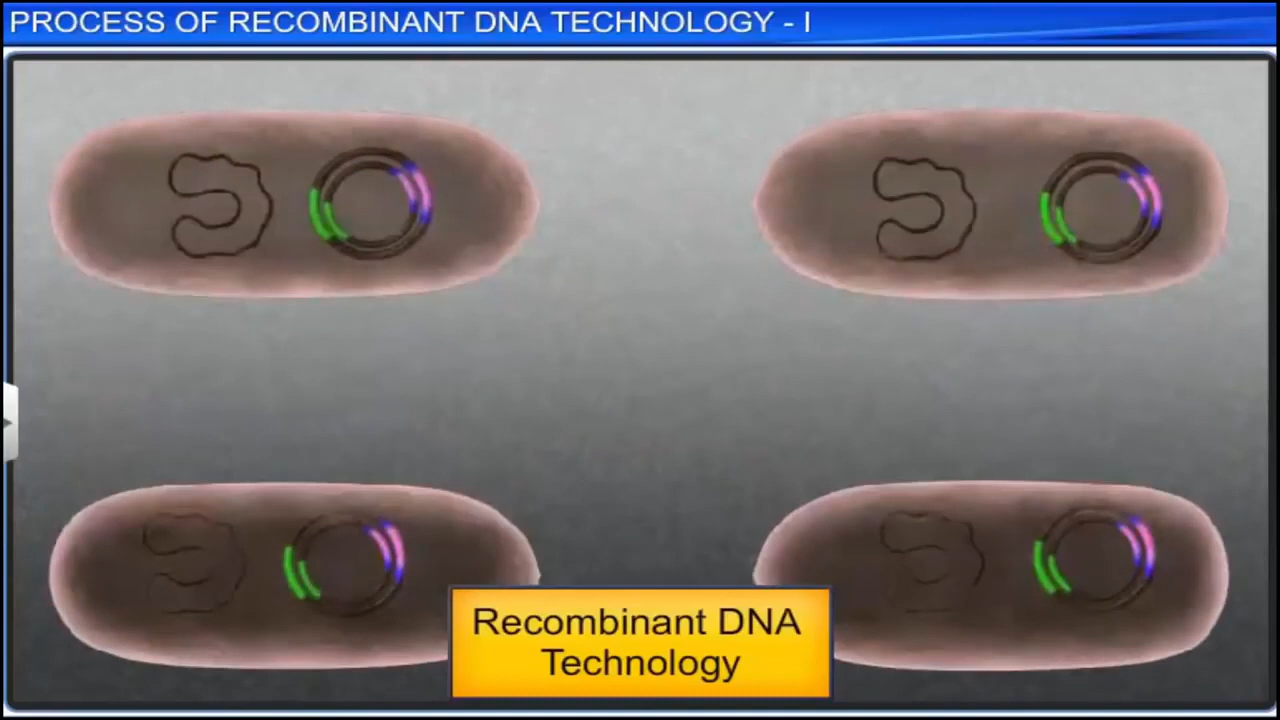 PROCESS OF RECOMBINANT DNA TECHNOLOGY - I
Recombinant DNA
Technology